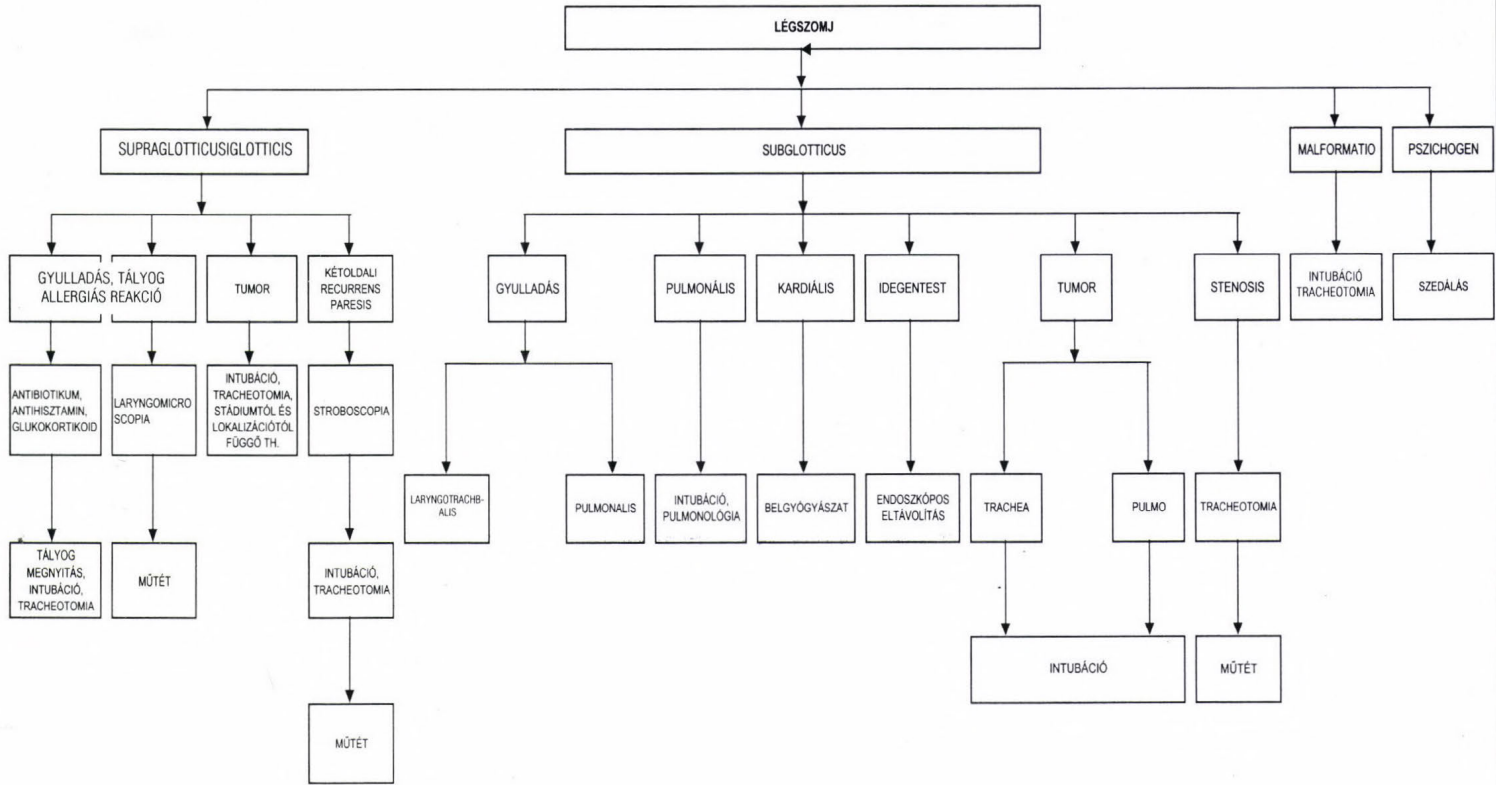 LÉGSZOMJ
SUPRAGLOTTICUSIGLOTTICIS
SUBGLOTTICUS
MALFORMATIO
PSZICHOGEN
GYULLADÁS, TÁLYOG
ALLERGIÁS REAKCIÓ
TUMOR
KÉTOLDALI
RECURRENS
PARESIS
GYULLADÁS
PULMONÁLIS
KARDIÁLIS
IDEGENTEST
TUMOR
STENOSIS
INTUBÁCIÓ
TRACHEOTOMIA
SZEDÁLÁS
ANTIBIOTIKUM,
ANTIHISZTAMIN,
GLUKOKORTIKOID
LARYNGOMICRO
SCOPIA
INTUBÁCIÓ,
TRACHEOTOMIA,
STÁDIUMTÓL ÉS
LOKALIZÁCIÓTÓL
FÜGGŐ TH.
STROBOSCOPIA
LARYNGOTRACHB-
ALIS
PULMONALIS
INTUBÁCIÓ,
PULMONOLÓGIA
BELGYÓGYÁSZAT
ENDOSZKÓPOS
ELTÁVOLÍTÁS
TRACHEA
PULMO
TRACHEOTOMIA
TÁLYOG
MEGNYITÁS,
INTUBÁCIÓ,
TRACHEOTOMIA
MŰTÉT
INTUBÁCIÓ,
TRACHEOTOMIA
INTUBÁCIÓ
MŰTÉT
MŰTÉT